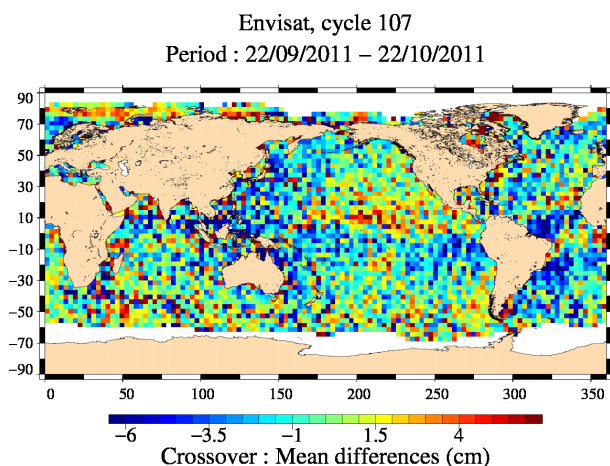 Envisat, cycle 107
Period : 22/09/2011 – 22/10/2011
90
70
50
30
10
−10
−30
−50
−70
−90
0 50 100 150 200 250 300 350
−6 −3.5 −1 1.5 4
Crossover : Mean differences (cm)